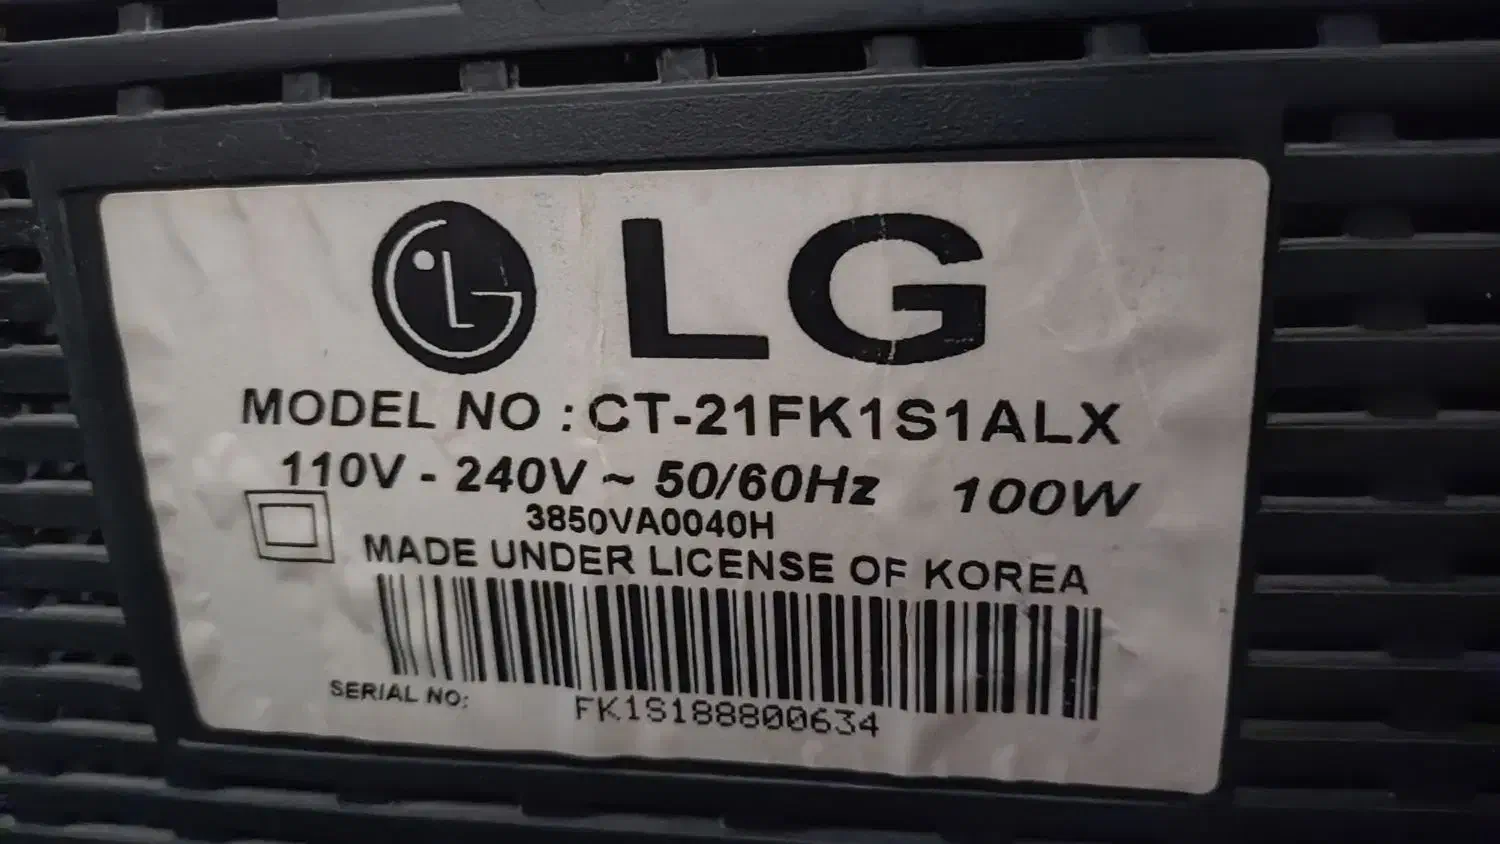 LG LG
MODEL NO : CT-21FK1S1ALX
110V - 240V ~ 50/60Hz 100W
3850VA0040H
MADE UNDER LICENSE OF KOREA
SERIAL NO: FK1S188800634